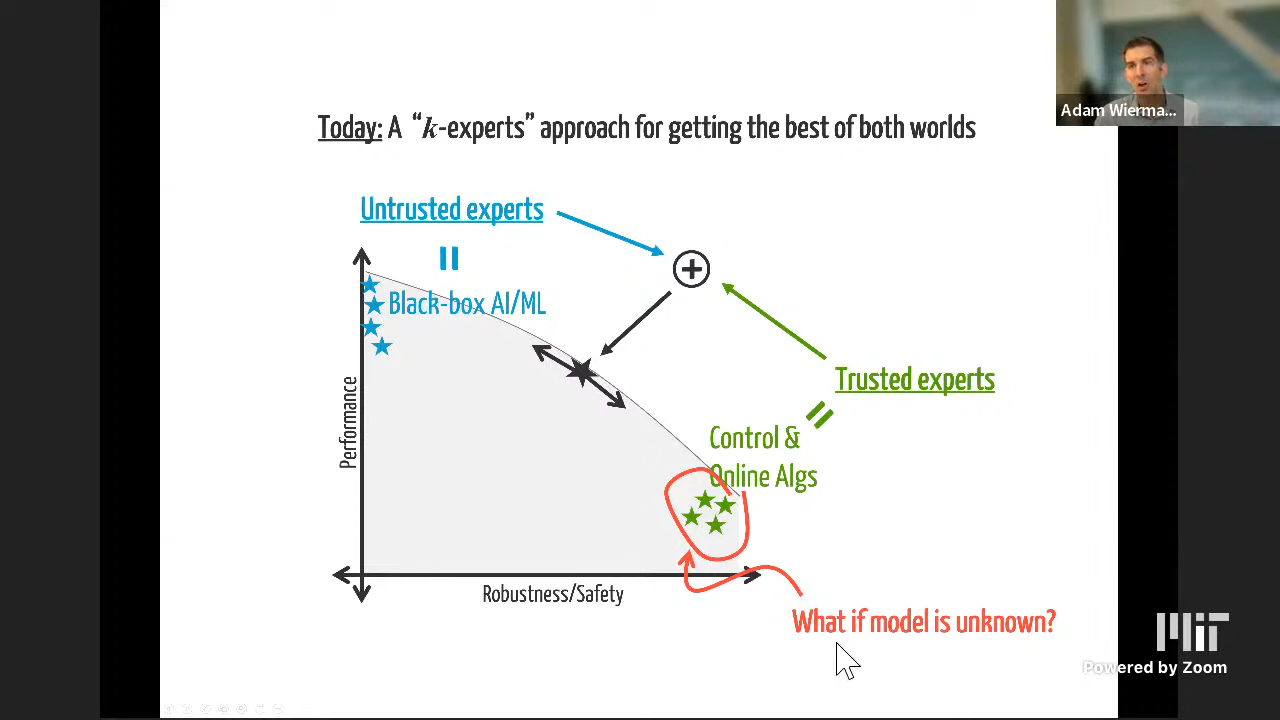 Adam Wierma...
Today: A “k-experts” approach for getting the best of both worlds
Untrusted experts
Black-box AI/ML
Trusted experts
Control &
Online Algs
Performance
Robustness/Safety
What if model is unknown?
MIT
Powered by Zoom